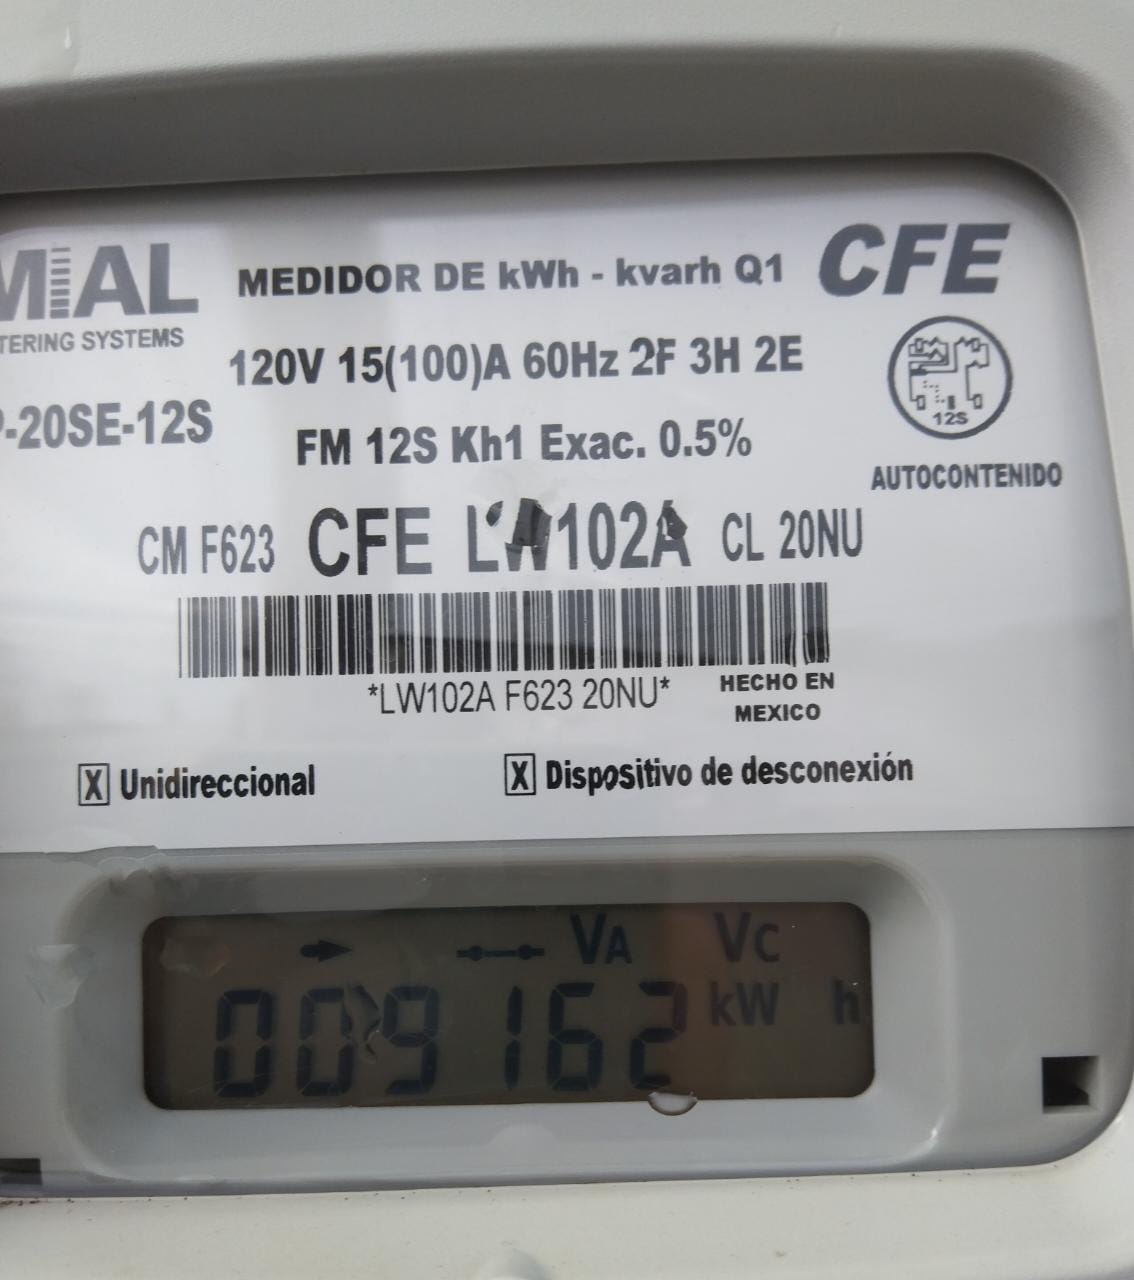 MIAL
TERING SYSTEMS
MEDIDOR DE kWh - kvarh Q1
CFE
120V 15(100)A 60Hz 2F 3H 2E
-20SE-12S
FM 12S Kh1 Exac. 0.5%
12S
AUTOCONTENIDO
CM F623 CFE LW102A CL 20NU
*LW102A F623 20NU*
HECHO EN
MEXICO
X Unidireccional
X Dispositivo de desconexión
VA VC
009162 kW h